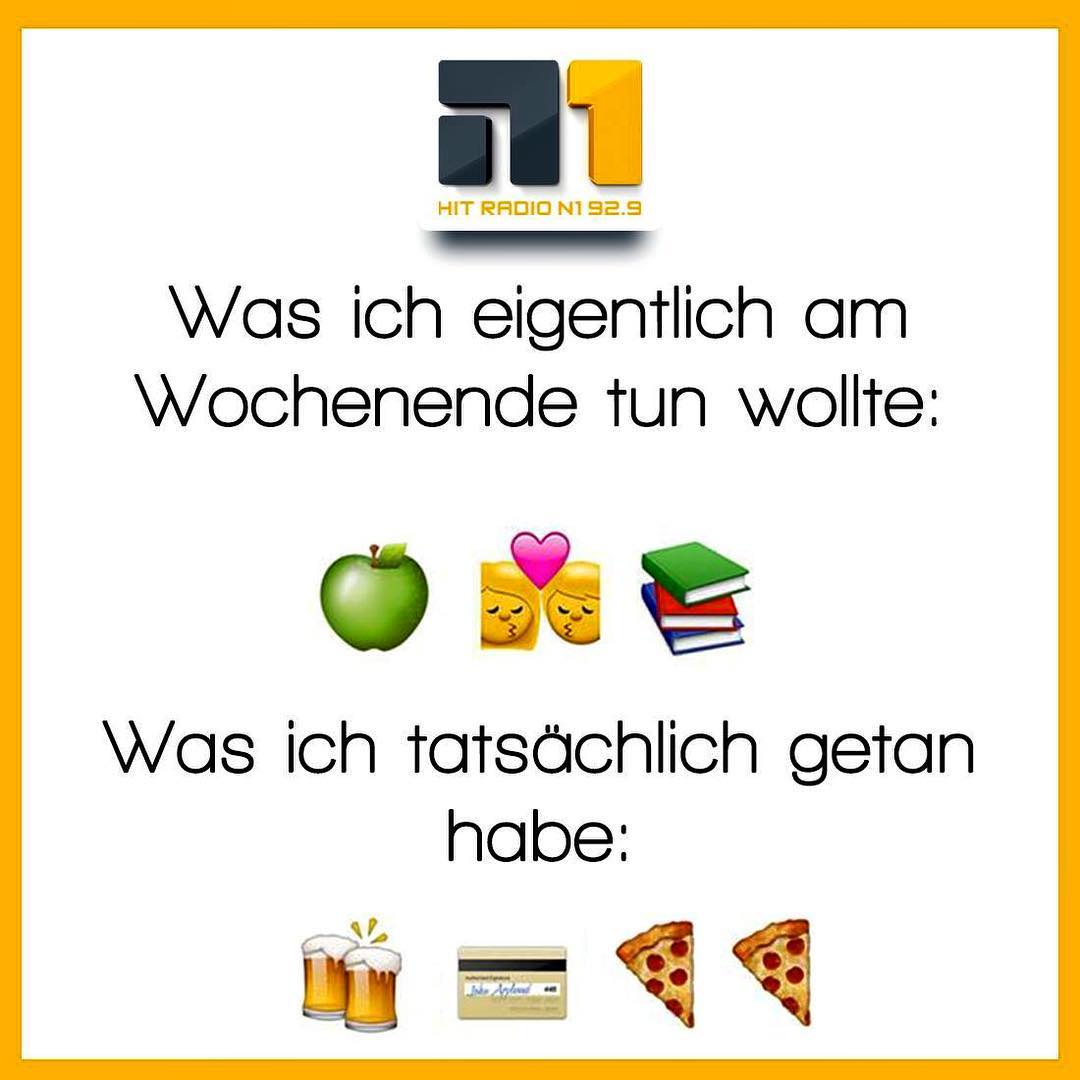 HIT RADIO N1 92.9
Was ich eigentlich am
Wochenende tun wollte:
Was ich tatsächlich getan
habe: